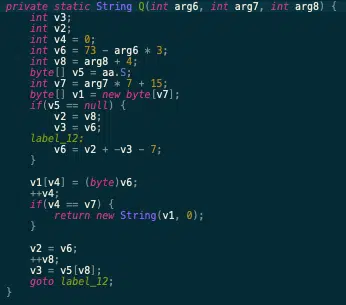 private static String Q(int arg6, int arg7, int arg8) {
    int v3;
    int v2;
    int v4 = 0;
    int v6 = 73 - arg6 * 3;
    int v8 = arg8 + 4;
    byte[] v5 = aa.S;
    int v7 = arg7 * 7 + 15;
    byte[] v1 = new byte[v7];
    if(v5 == null) {
        v2 = v8;
        v3 = v6;
    label_12:
        v6 = v2 + -v3 - 7;
    }

    v1[v4] = (byte)v6;
    ++v4;
    if(v4 == v7) {
        return new String(v1, 0);
    }

    v2 = v6;
    ++v8;
    v3 = v5[v8];
    goto label_12;
}